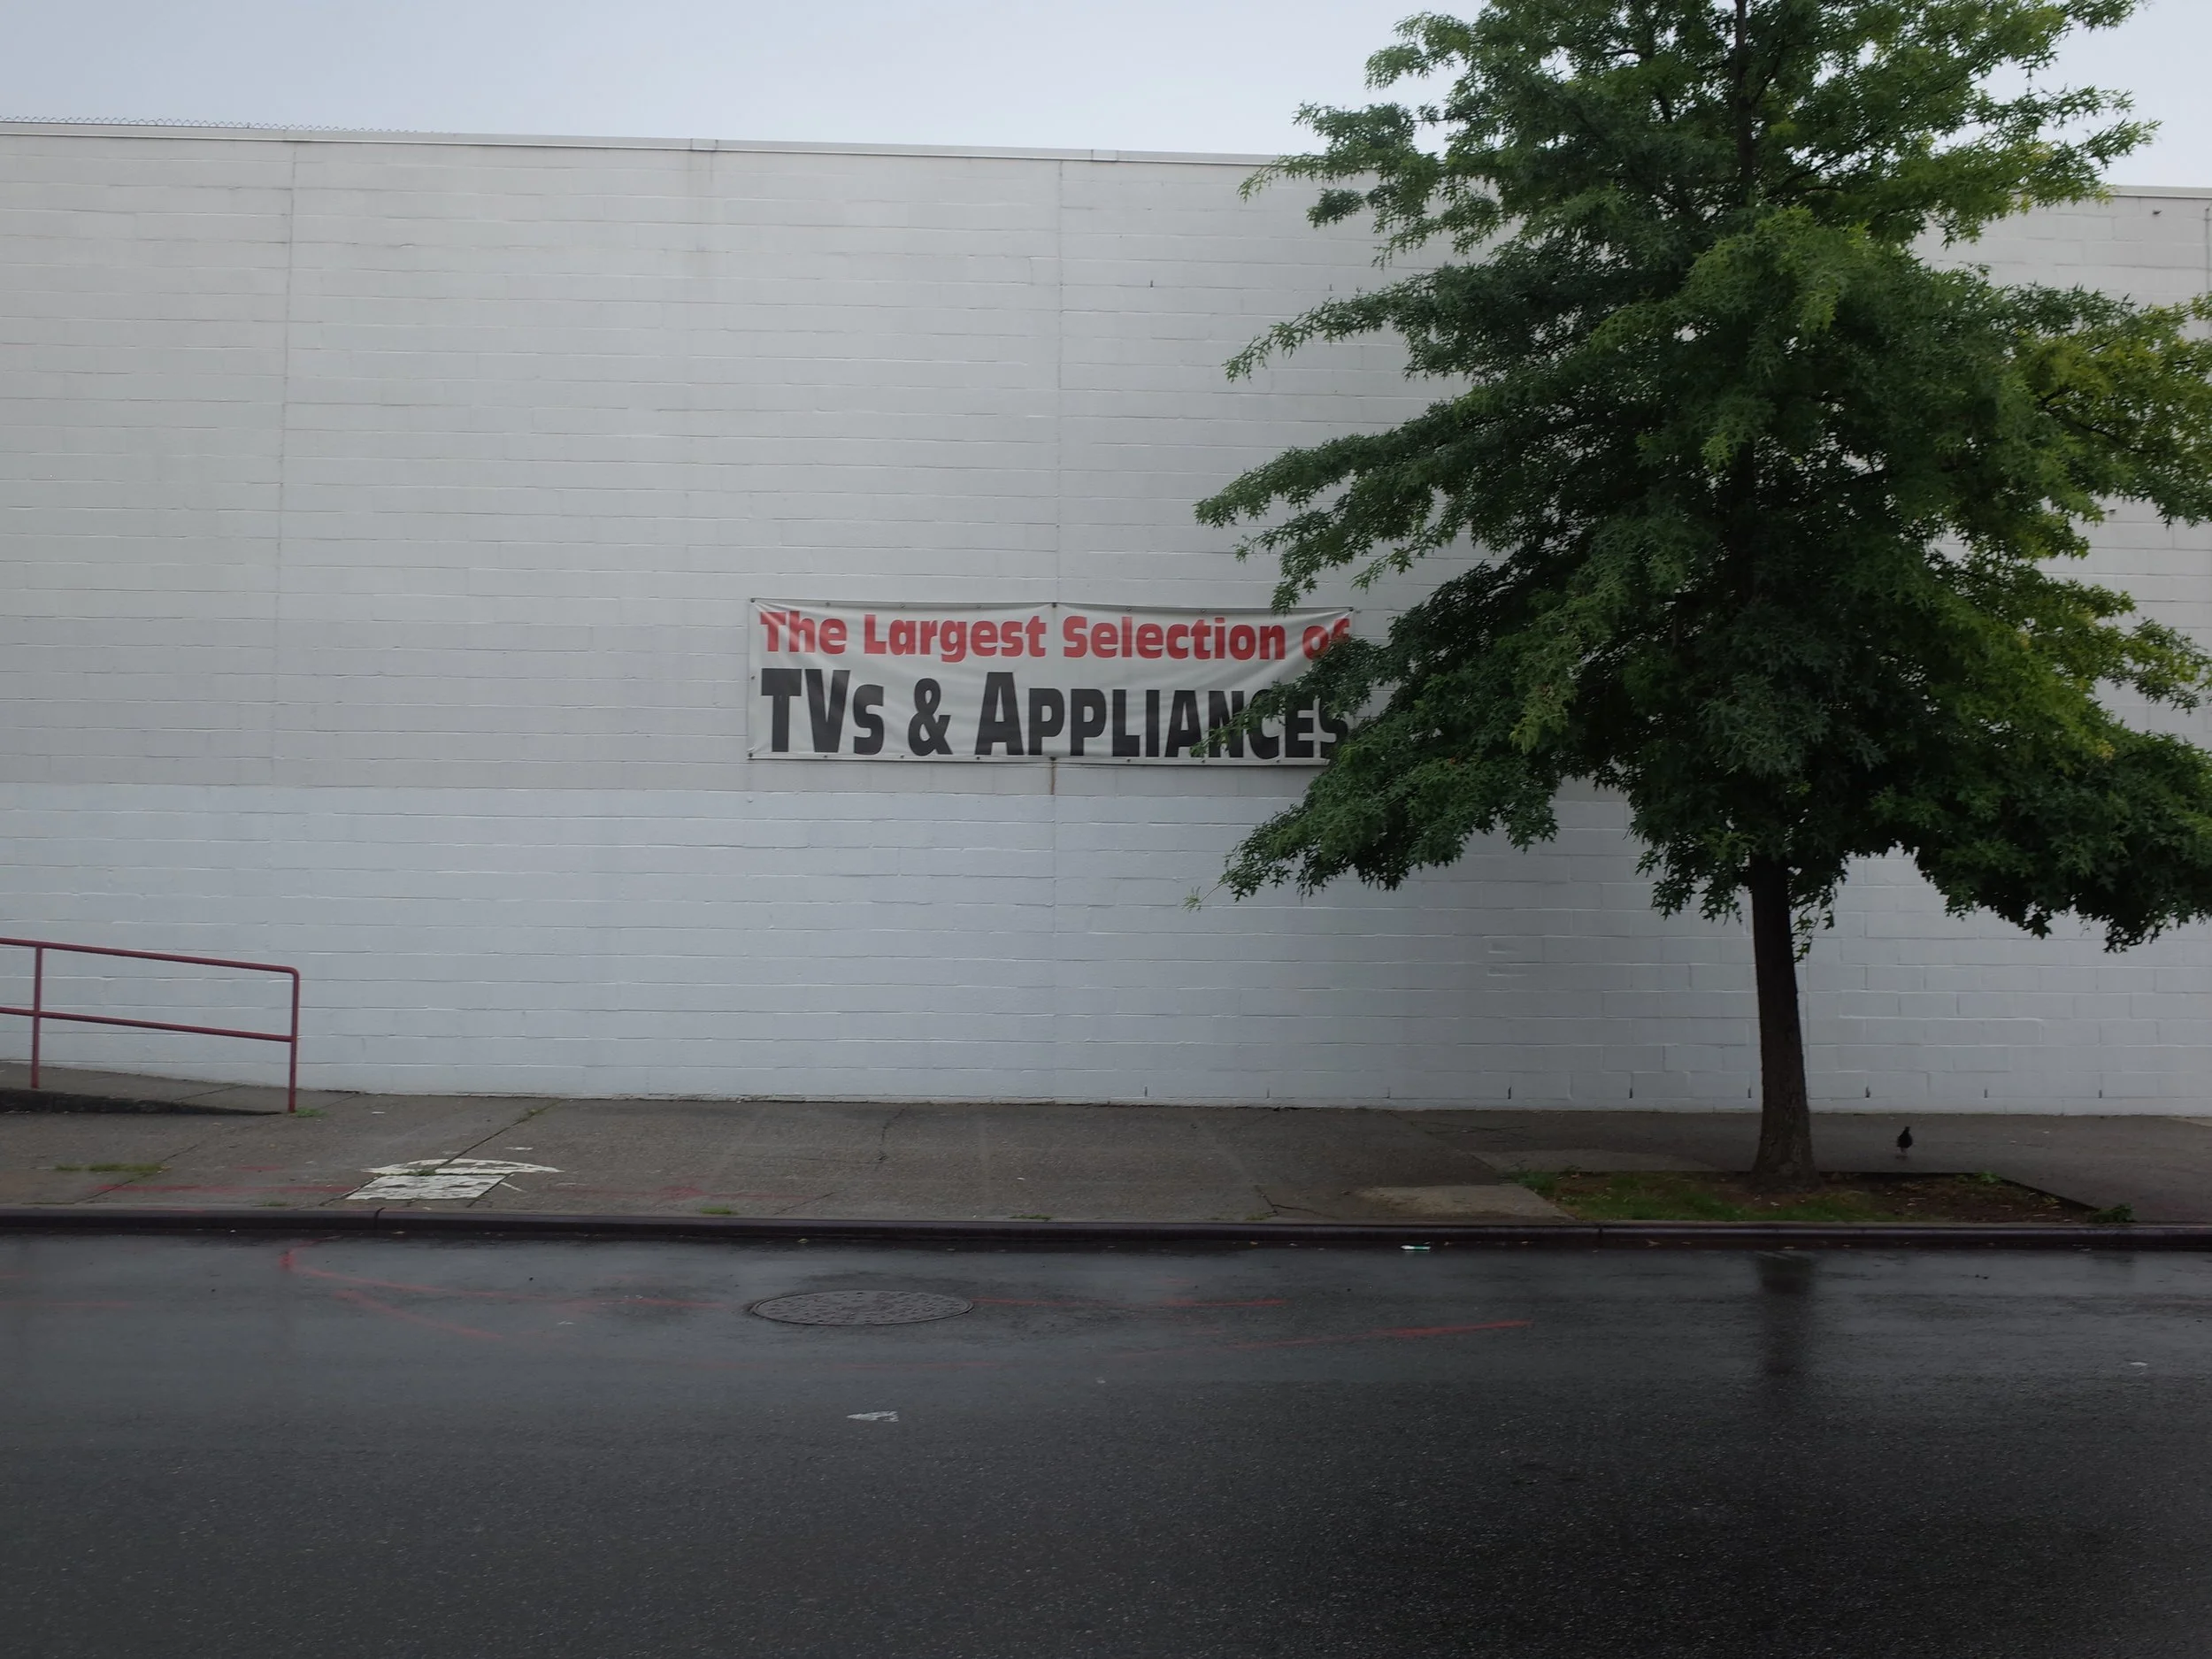 The Largest Selection of
TVs & APPLIANCES